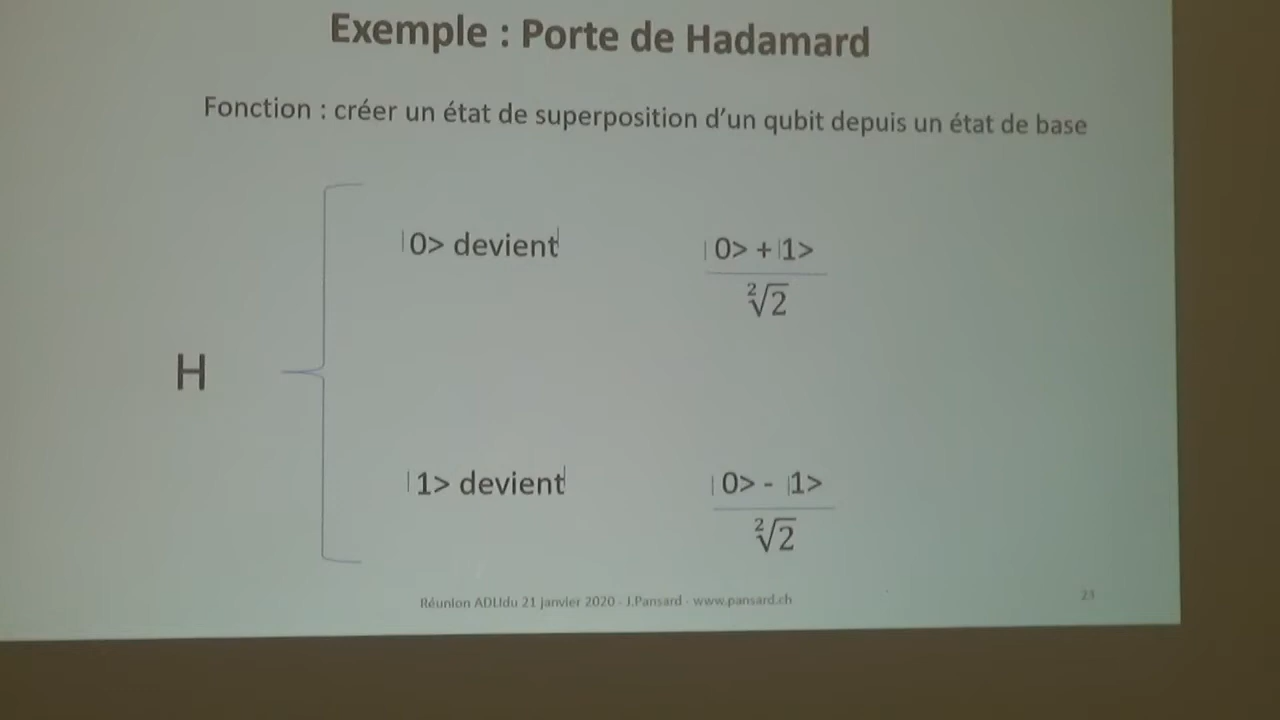 Exemple : Porte de Hadamard
Fonction : créer un état de superposition d'un qubit depuis un état de base
|0> devient
|0> + |1>
²√2
H
|1> devient
|0> - |1>
²√2
Réunion ADLI du 21 janvier 2020 - J.Pansard - www.pansard.ch
23